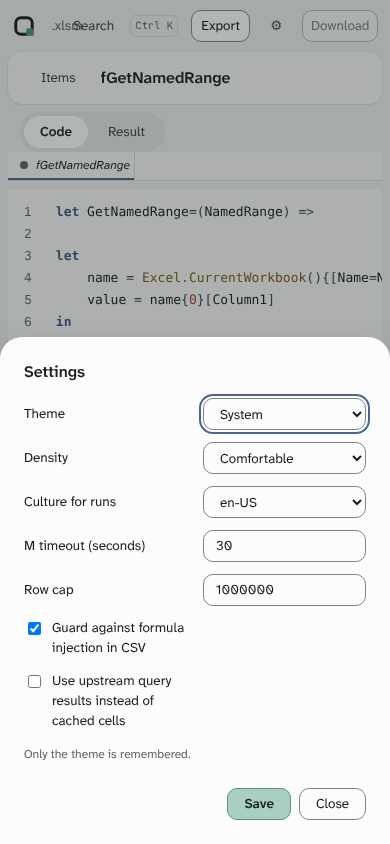 .xlsm
Search
Ctrl K
Export
Download
Items
fGetNamedRange
Code
Result
fGetNamedRange
1 let GetNamedRange=(NamedRange) =>
2
3 let
4 name = Excel.CurrentWorkbook(){[Name=N
5 value = name{0}[Column1]
6 in
Settings
Theme
System
Density
Comfortable
Culture for runs
en-US
M timeout (seconds)
30
Row cap
1000000
Guard against formula
injection in CSV
Use upstream query
results instead of
cached cells
Only the theme is remembered.
Save
Close